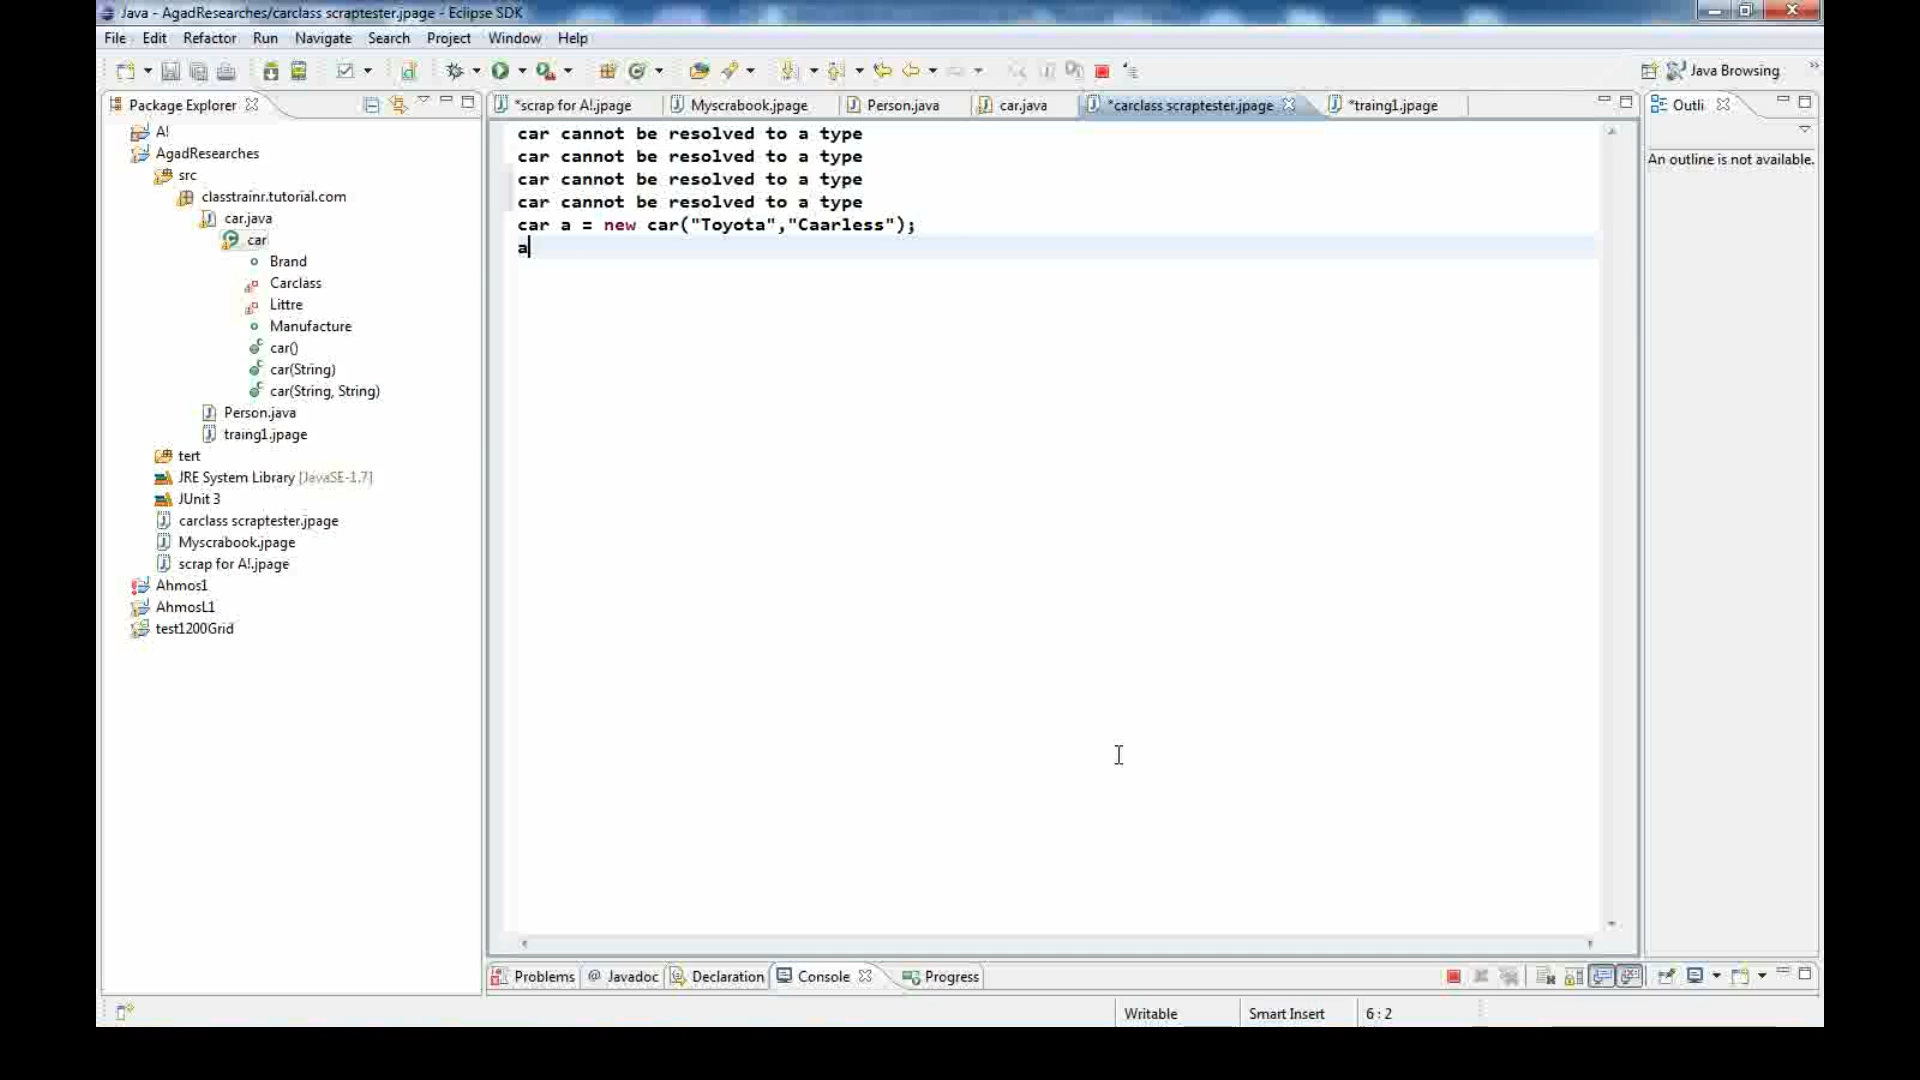 Java - AgadResearches/carclass scraptester.jpage - Eclipse SDK
File Edit Refactor Run Navigate Search Project Window Help
Java Browsing
Package Explorer
*scrap for A!.jpage
Myscrabook.jpage
Person.java
car.java
*carclass scraptester.jpage
*traing1.jpage
Outli
A!
AgadResearches
src
classtrainr.tutorial.com
car.java
car
Brand
Carclass
Littre
Manufacture
car()
car(String)
car(String, String)
Person.java
traing1.jpage
tert
JRE System Library [JavaSE-1.7]
JUnit 3
carclass scraptester.jpage
Myscrabook.jpage
scrap for A!.jpage
Ahmos1
AhmosL1
test1200Grid
car cannot be resolved to a type
car cannot be resolved to a type
car cannot be resolved to a type
car cannot be resolved to a type
car a = new car("Toyota","Caarless");
a
An outline is not available.
Problems
@ Javadoc
Declaration
Console
Progress
Writable
Smart Insert
6 : 2